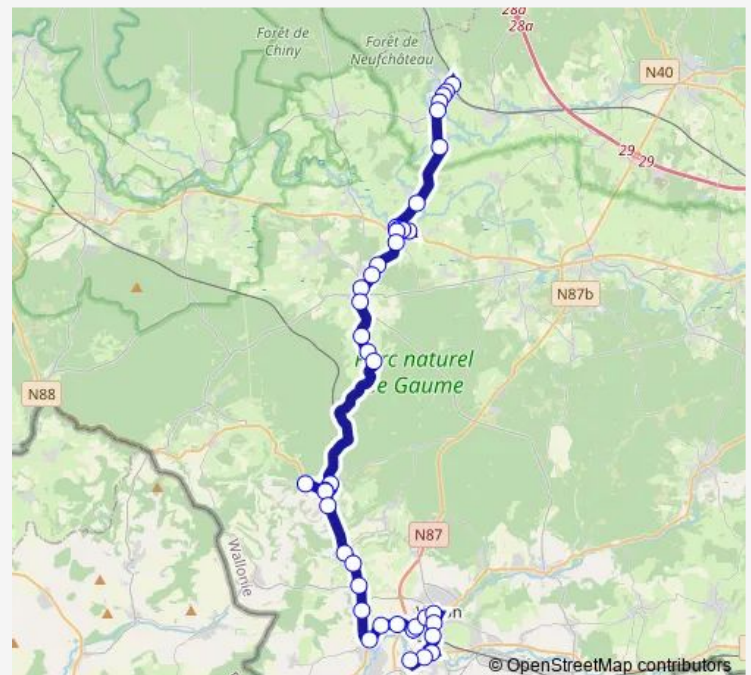 28a
28a
Forêt de
Chiny
Forêt de
Neufchâteau
N40
29
29
N87b
Parc naturel
de Gaume
N88
N87
Wallonie
© OpenStreetMap contributors